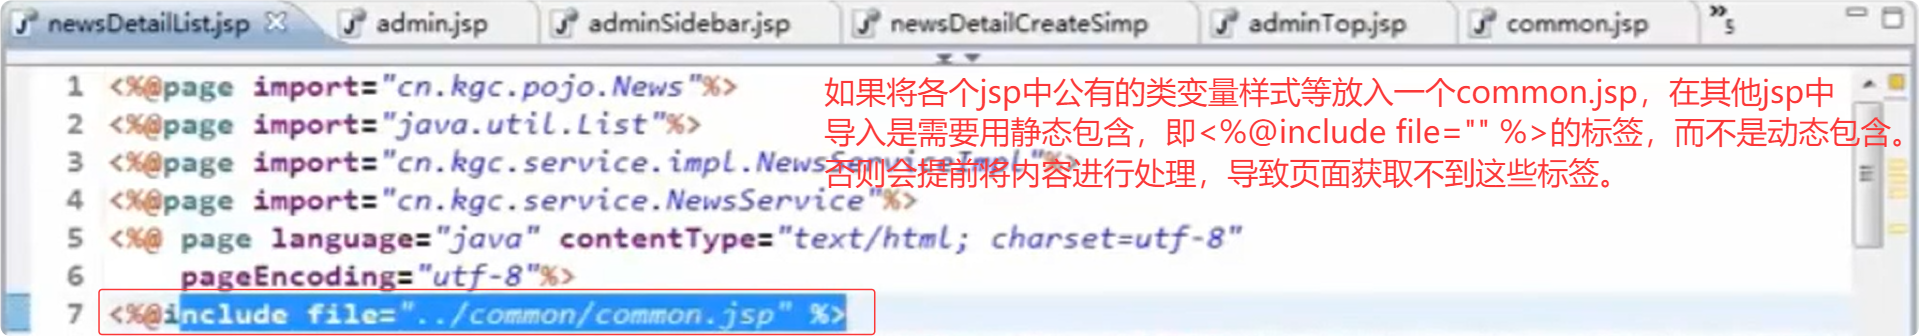 newsDetailList.jsp admin.jsp adminSidebar.jsp newsDetailCreateSimp adminTop.jsp common.jsp »5
1 <%@page import="cn.kgc.pojo.News"%>
如果将各个jsp中公有的类变量样式等放入一个common.jsp，在其他jsp中
2 <%@page import="java.util.List"%>
导入是需要用静态包含，即<%@include file="" %>的标签，而不是动态包含。
3 <%@page import="cn.kgc.service.impl.NewsServiceImpl"%>
否则会提前将内容进行处理，导致页面获取不到这些标签。
4 <%@page import="cn.kgc.service.NewsService"%>
5 <%@ page language="java" contentType="text/html; charset=utf-8"
6 pageEncoding="utf-8"%>
7 <%@include file="../common/common.jsp" %>